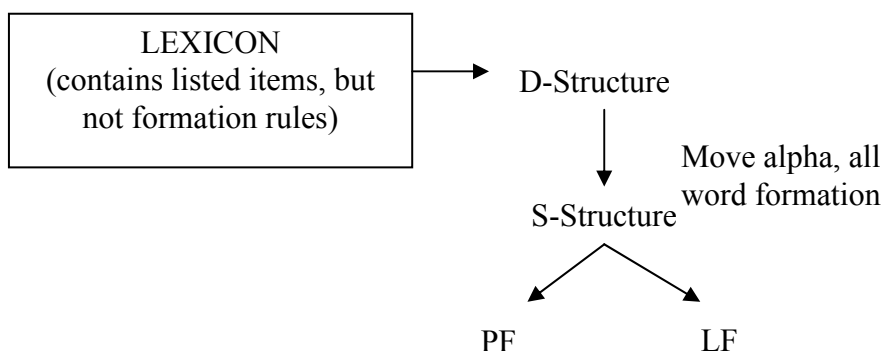 LEXICON
(contains listed items, but
not formation rules)
D-Structure
Move alpha, all
word formation
S-Structure
PF
LF